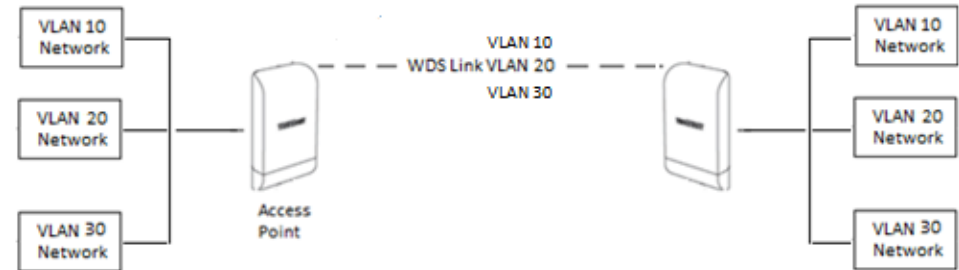 VLAN 10
Network
VLAN 20
Network
VLAN 30
Network
Access
Point
VLAN 10
WDS Link VLAN 20
VLAN 30
VLAN 10
Network
VLAN 20
Network
VLAN 30
Network